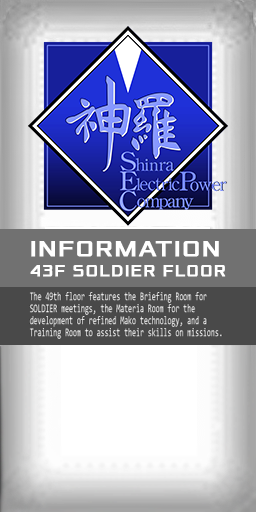 神羅
Shinra
Electric Power
Company
INFORMATION
43F SOLDIER FLOOR
The 49th floor features the Briefing Room for
SOLDIER meetings, the Materia Room for the
development of refined Mako technology, and a
Training Room to assist their skills on missions.